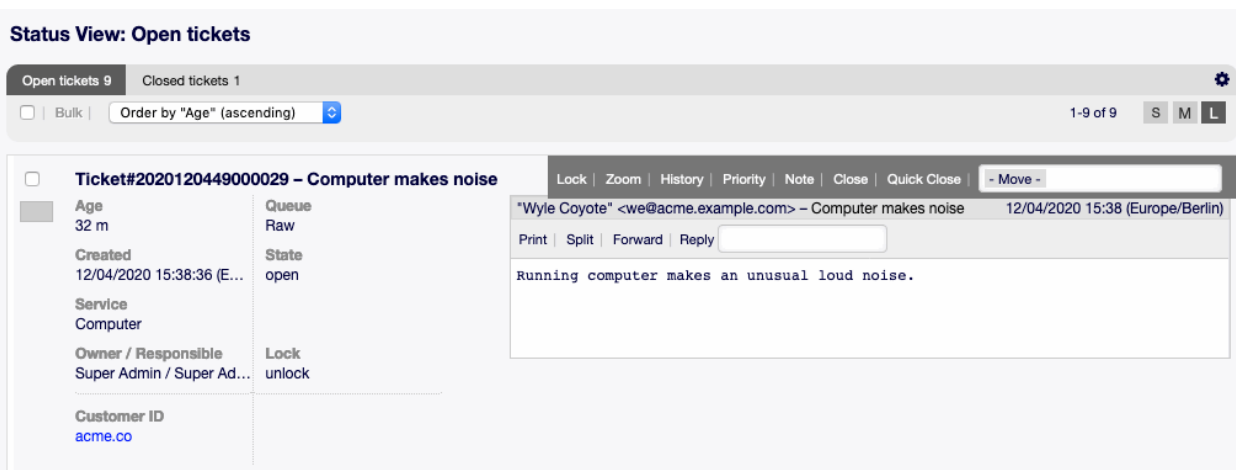 Status View: Open tickets
Open tickets 9 Closed tickets 1
| Bulk | Order by "Age" (ascending) 1-9 of 9 S M L
Ticket#2020120449000029 – Computer makes noise
Lock | Zoom | History | Priority | Note | Close | Quick Close | - Move -
Age Queue
32 m Raw
Created State
12/04/2020 15:38:36 (E... open
Service
Computer
Owner / Responsible Lock
Super Admin / Super Ad... unlock
Customer ID
acme.co
"Wyle Coyote" <we@acme.example.com> – Computer makes noise 12/04/2020 15:38 (Europe/Berlin)
Print | Split | Forward | Reply
Running computer makes an unusual loud noise.